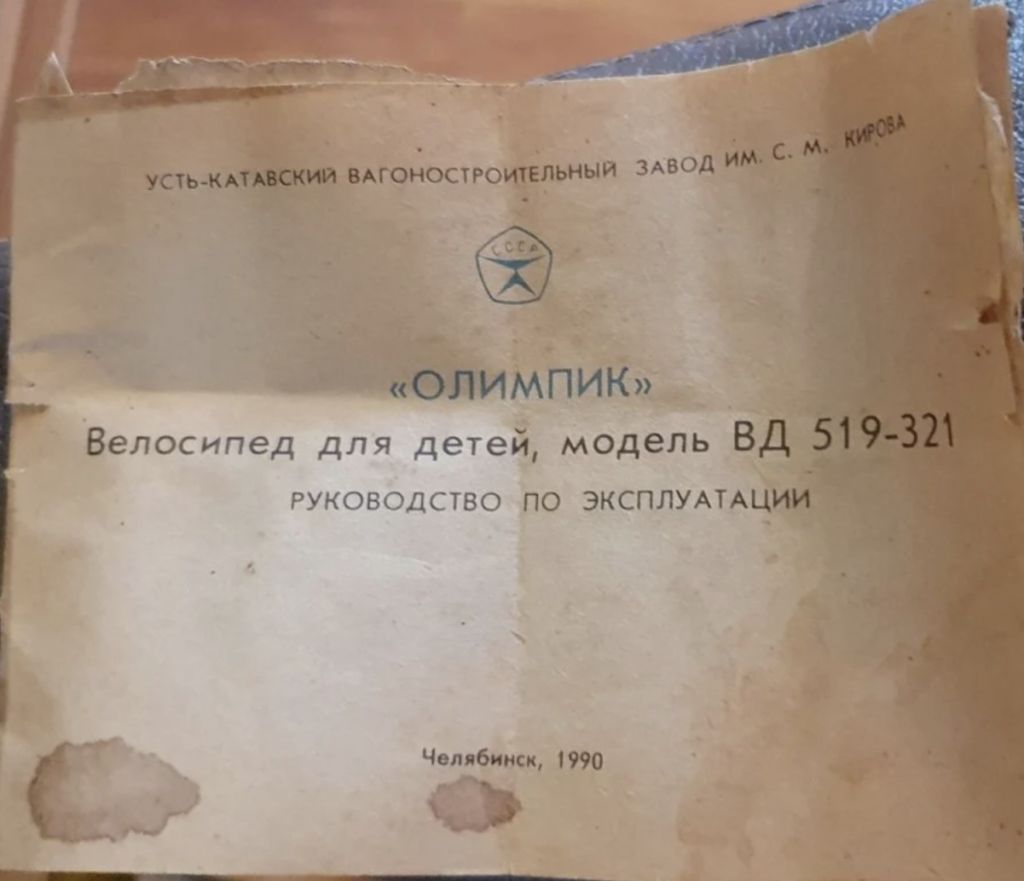 УСТЬ-КАТАВСКИЙ ВАГОНОСТРОИТЕЛЬНЫЙ ЗАВОД ИМ. С. М. КИРОВА
СССР
«ОЛИМПИК»
Велосипед для детей, модель ВД 519-321
РУКОВОДСТВО ПО ЭКСПЛУАТАЦИИ
Челябинск, 1990